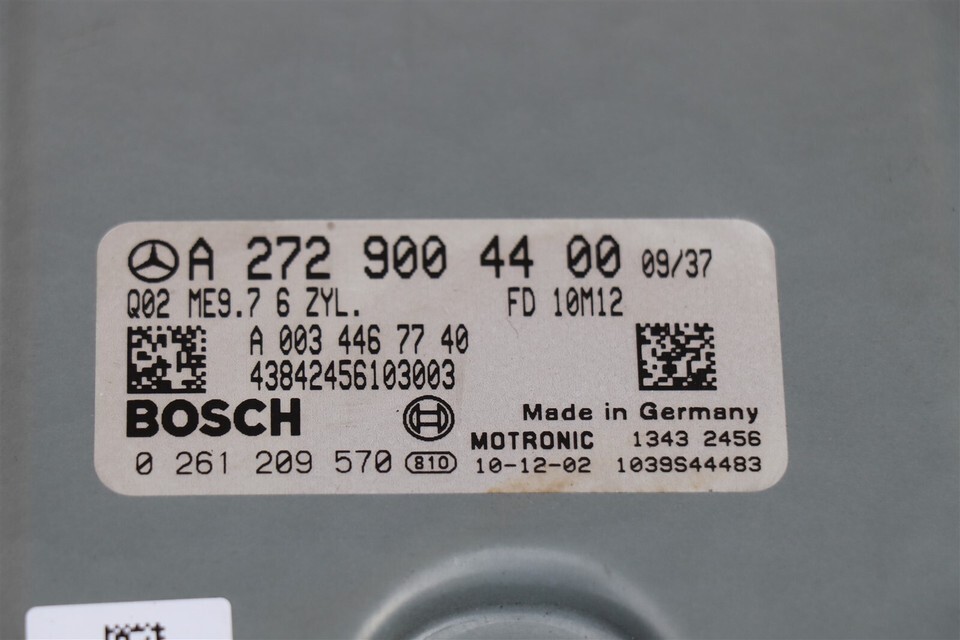 A 272 900 44 00 09/37
Q02 ME9.7 6 ZYL. FD 10M12
A 003 446 77 40
43842456103003
BOSCH
Made in Germany
MOTRONIC 1343 2456
0 261 209 570 810 10-12-02 1039S44483